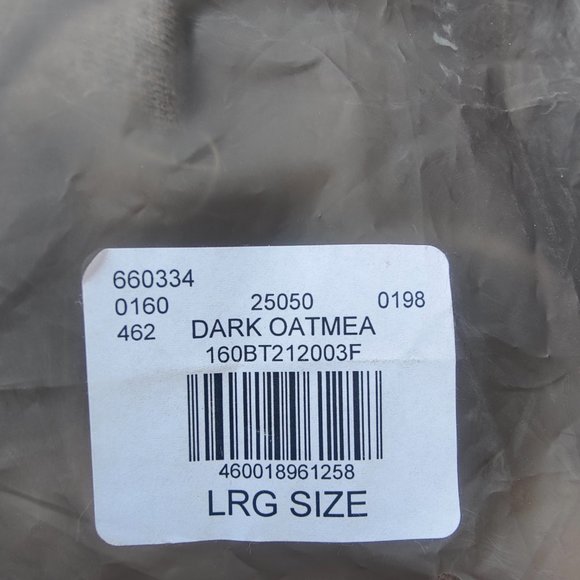 660334
0160 25050 0198
462 DARK OATMEA
160BT212003F
460018961258
LRG SIZE